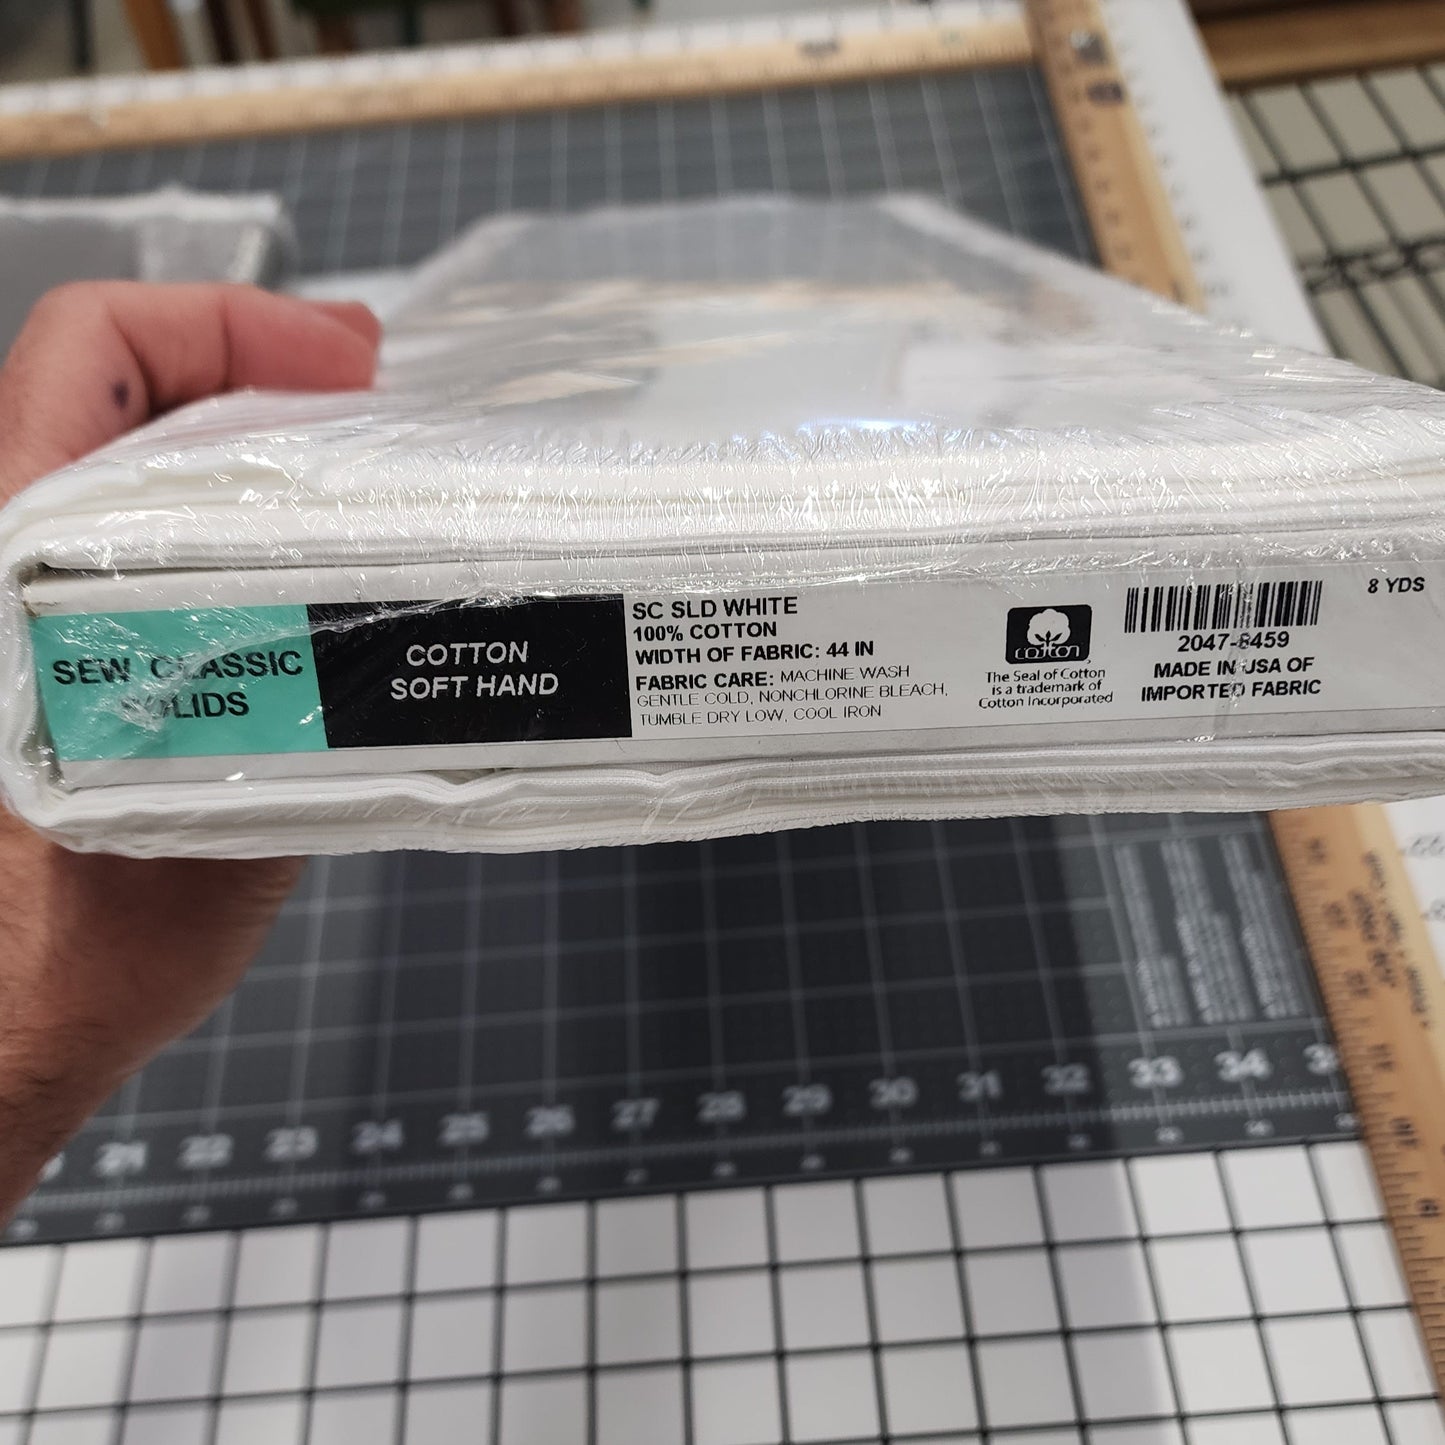 SEW CLASSIC
SOLIDS
COTTON
SOFT HAND
SC SLD WHITE
100% COTTON
WIDTH OF FABRIC: 44 IN
FABRIC CARE: MACHINE WASH
GENTLE COLD, NONCHLORINE BLEACH,
TUMBLE DRY LOW, COOL IRON
cotton
The Seal of Cotton
is a trademark of
Cotton Incorporated
2047-8459
MADE IN USA OF
IMPORTED FABRIC
8 YDS
21 22 23 24 25 26 27 28 29 30 31 32 33 34